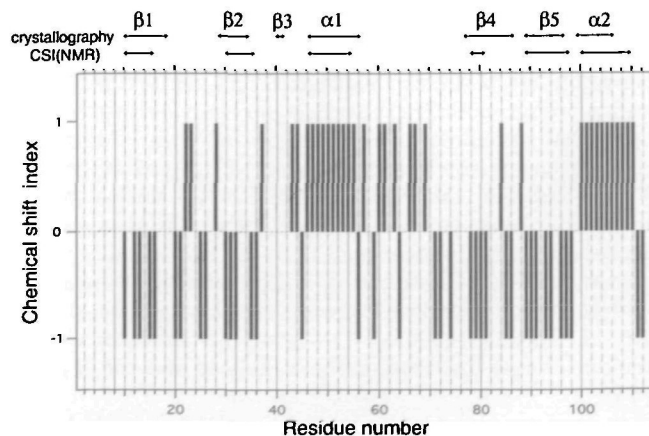 β1 β2 β3 α1 β4 β5 α2
crystallography
CSI(NMR)
Chemical shift index
1
0
-1
20 40 60 80 100
Residue number